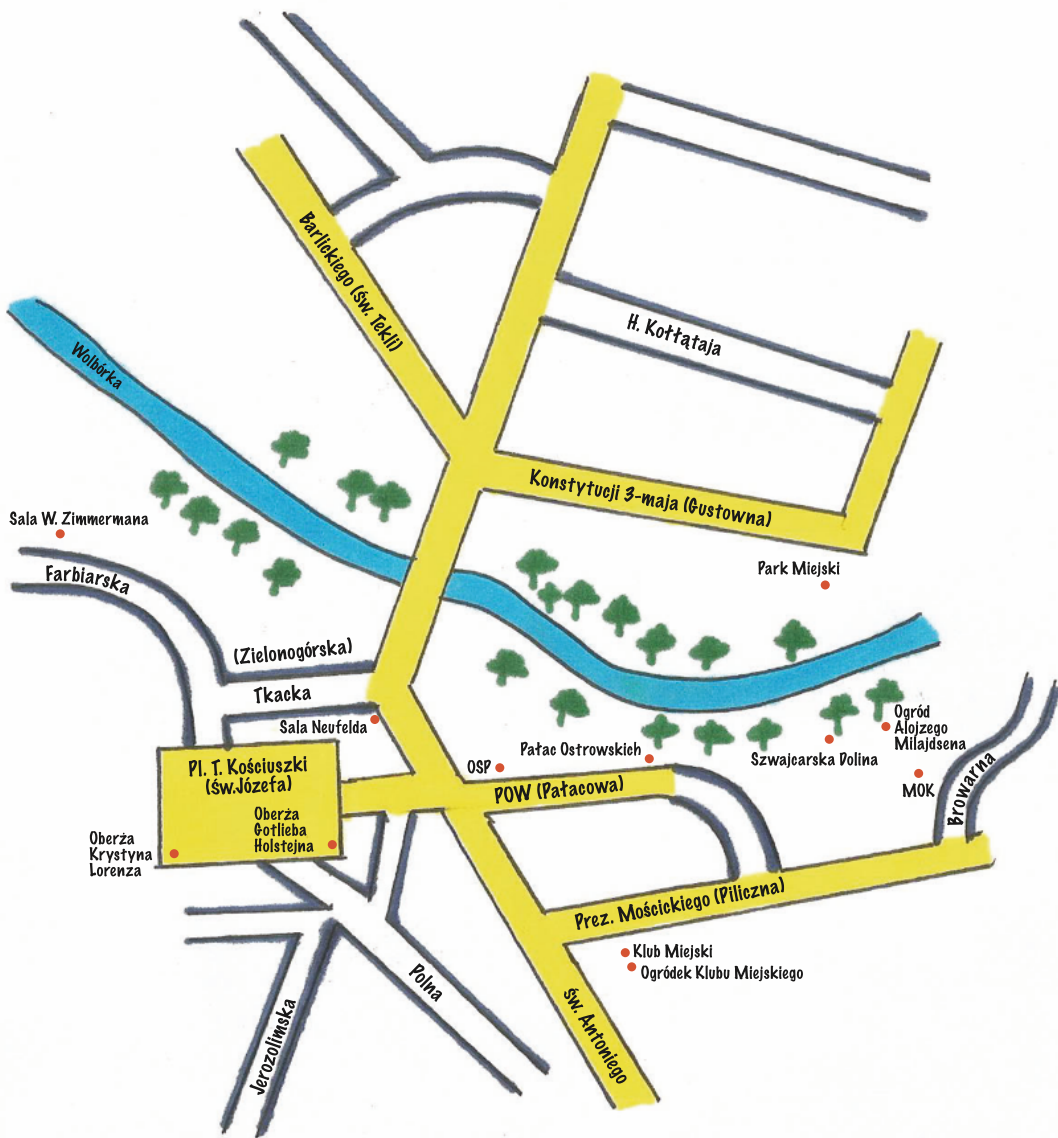 Barlickiego (św. Tekli)
H. Kołłątaja
Wolbórka
Konstytucji 3-maja (Gustowna)
Sala W. Zimmermana
Park Miejski
Farbiarska
(Zielonogórska)
Tkacka
Sala Neufelda
Ogród
Alojzego
Milajdsena
Pałac Ostrowskich
Szwajcarska Dolina
OSP
MOK
Pl. T. Kościuszki
(św.Józefa)
POW (Pałacowa)
Browarna
Oberża
Gotlieba
Holstejna
Oberża
Krystyna
Lorenza
Prez. Mościckiego (Piliczna)
Klub Miejski
Ogródek Klubu Miejskiego
Polna
św. Antoniego
Jerozolimska